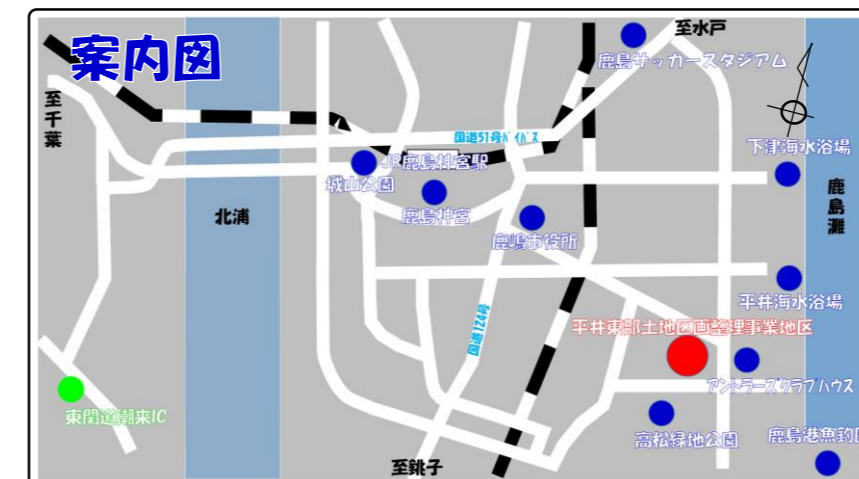 案内図
至水戸
鹿島サッカースタジアム
至千葉
国道51号バイパス
下津海水浴場
JR鹿島神宮駅
城山公園
鹿島神宮
鹿島灘
北浦
鹿嶋市役所
平井海水浴場
国道124号
平井東部土地区画整理事業地区
アントラーズクラブハウス
東関道潮来IC
高松緑地公園
鹿島港魚釣
至銚子